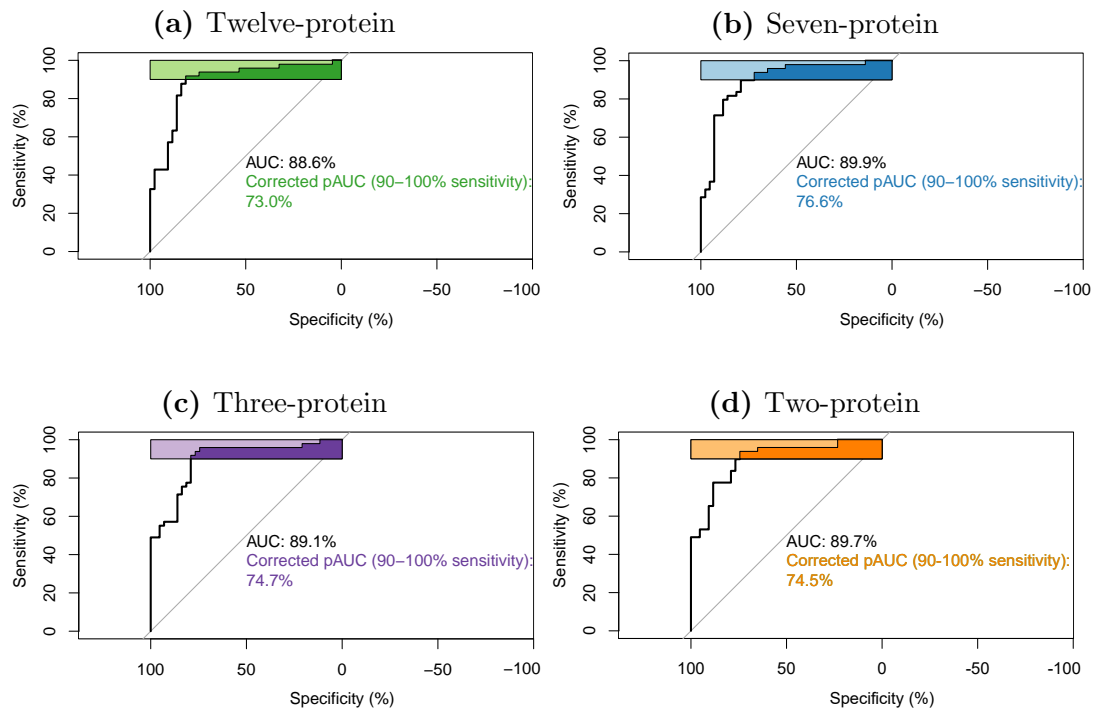 (a) Twelve-protein
100
80
60
40
20
0
Sensitivity (%)
AUC: 88.6%
Corrected pAUC (90–100% sensitivity):
73.0%
100 50 0 −50 −100
Specificity (%)
(b) Seven-protein
100
80
60
40
20
0
Sensitivity (%)
AUC: 89.9%
Corrected pAUC (90–100% sensitivity):
76.6%
100 50 0 −50 −100
Specificity (%)
(c) Three-protein
100
80
60
40
20
0
Sensitivity (%)
AUC: 89.1%
Corrected pAUC (90–100% sensitivity):
74.7%
100 50 0 −50 −100
Specificity (%)
(d) Two-protein
100
80
60
40
20
0
Sensitivity (%)
AUC: 89.7%
Corrected pAUC (90-100% sensitivity):
74.5%
100 50 0 -50 -100
Specificity (%)